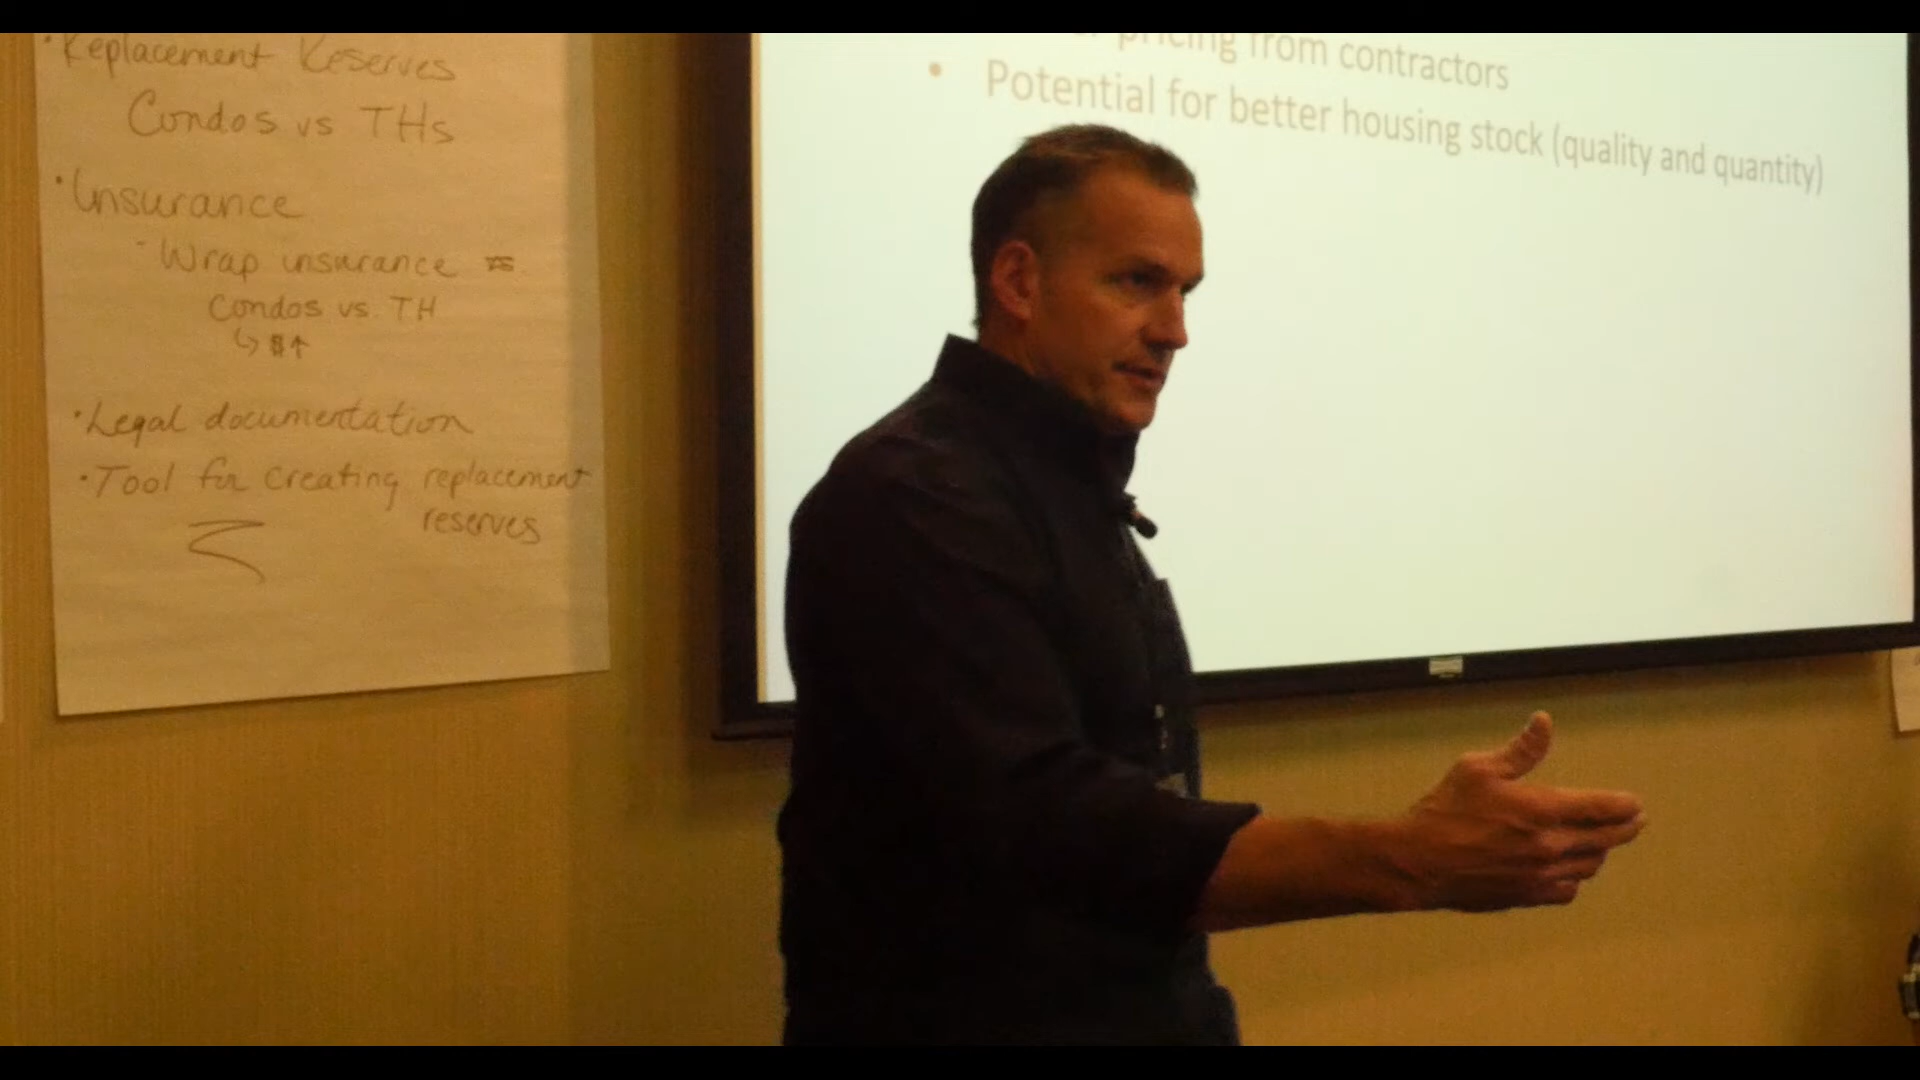 • Replacement Reserves
Condos vs THs
• Insurance
- Wrap insurance
Condos vs. TH
↳ $↑
• Legal documentation
• Tool for creating replacement
reserves
pricing from contractors
• Potential for better housing stock (quality and quantity)